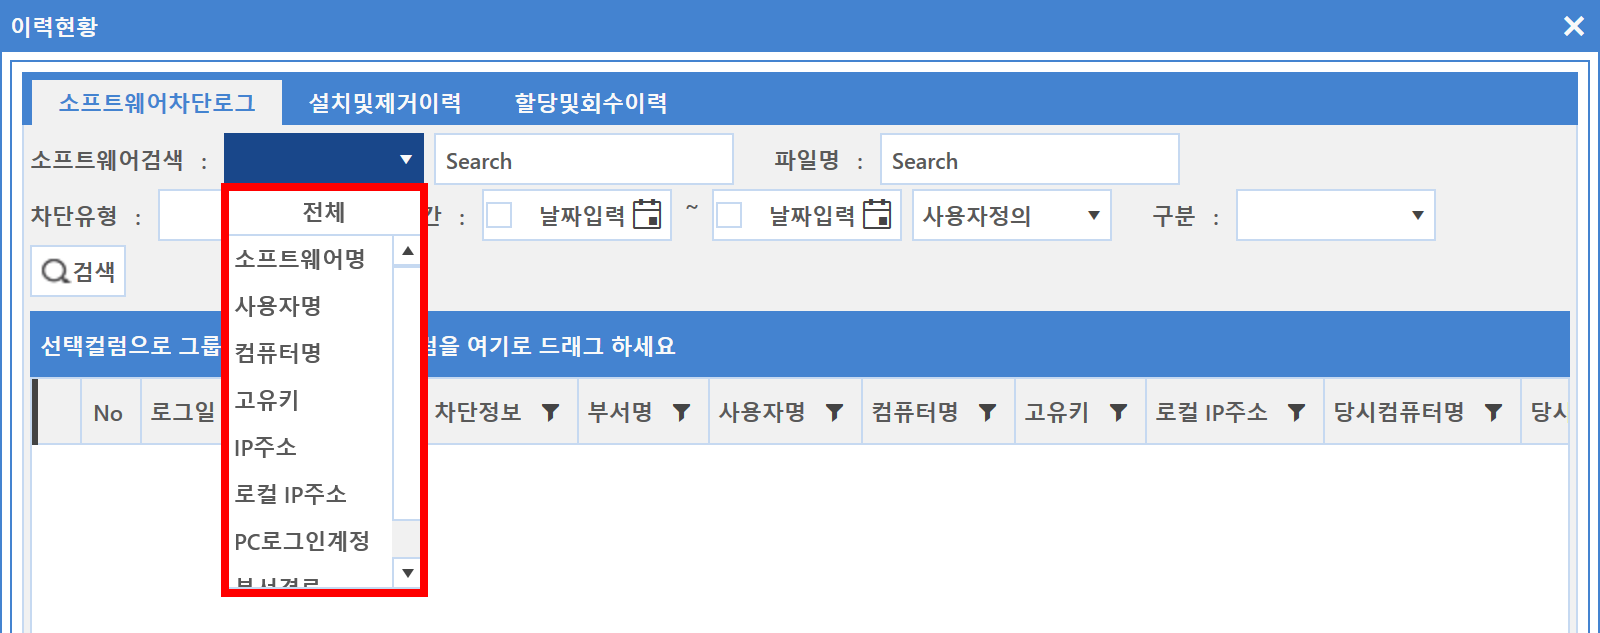 이력현황
소프트웨어차단로그 설치및제거이력 할당및회수이력
소프트웨어검색 : Search 파일명 : Search
차단유형 : 간 : 날짜입력 ~ 날짜입력 사용자정의 구분 :
전체
소프트웨어명
사용자명
컴퓨터명
고유키
IP주소
로컬 IP주소
PC로그인계정
부서경로
검색
선택컬럼으로 그룹 컬럼을 여기로 드래그 하세요
No 로그일 차단정보 부서명 사용자명 컴퓨터명 고유키 로컬 IP주소 당시컴퓨터명 당시